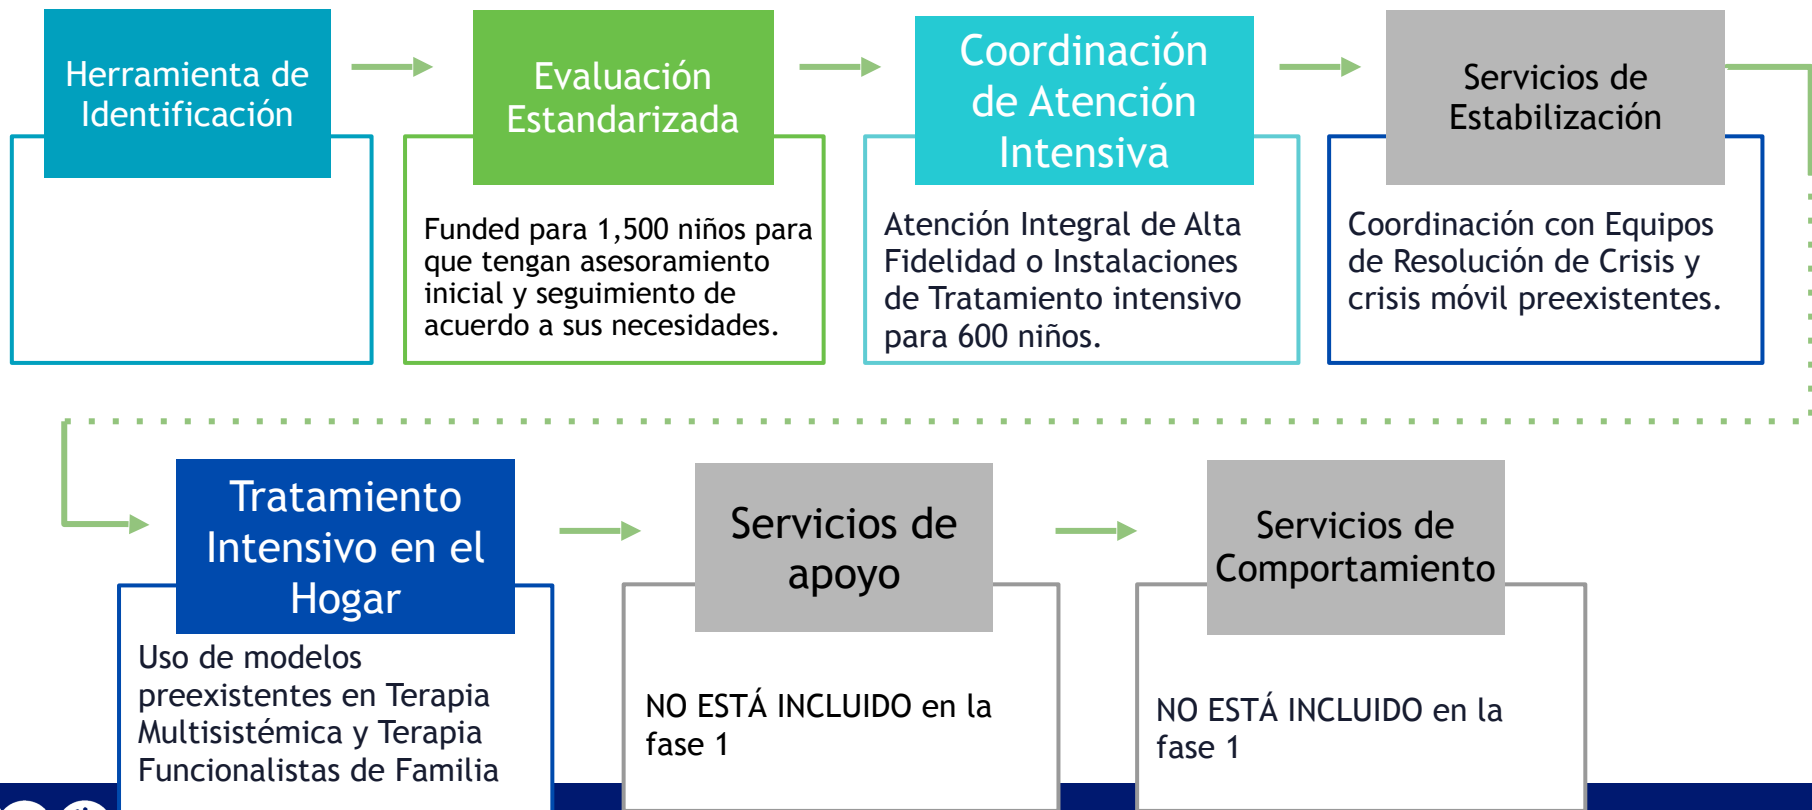 Herramienta de
Identificación
Evaluación
Estandarizada
Funded para 1,500 niños para
que tengan asesoramiento
inicial y seguimiento de
acuerdo a sus necesidades.
Coordinación
de Atención
Intensiva
Atención Integral de Alta
Fidelidad o Instalaciones
de Tratamiento intensivo
para 600 niños.
Servicios de
Estabilización
Coordinación con Equipos
de Resolución de Crisis y
crisis móvil preexistentes.
Tratamiento
Intensivo en el
Hogar
Uso de modelos
preexistentes en Terapia
Multisistémica y Terapia
Funcionalistas de Familia
Servicios de
apoyo
NO ESTÁ INCLUIDO en la
fase 1
Servicios de
Comportamiento
NO ESTÁ INCLUIDO en la
fase 1